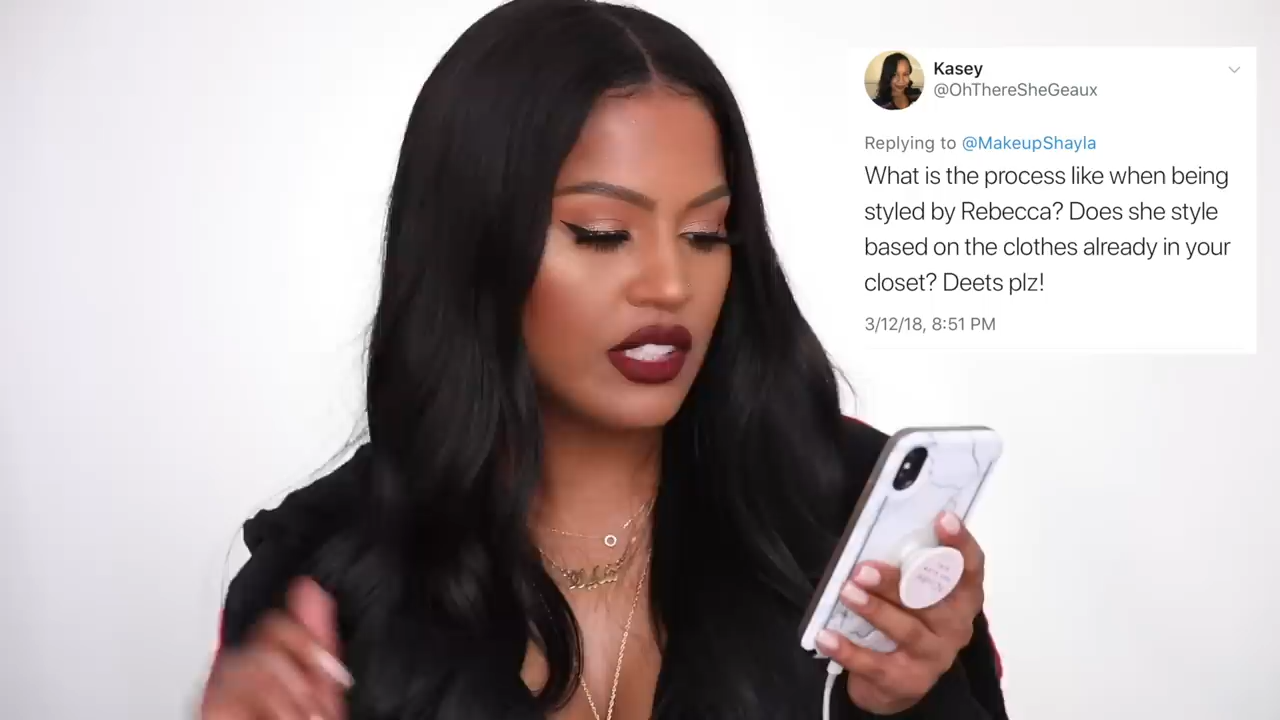 Kasey
@OhThereSheGeaux
Replying to @MakeupShayla
What is the process like when being
styled by Rebecca? Does she style
based on the clothes already in your
closet? Deets plz!
3/12/18, 8:51 PM